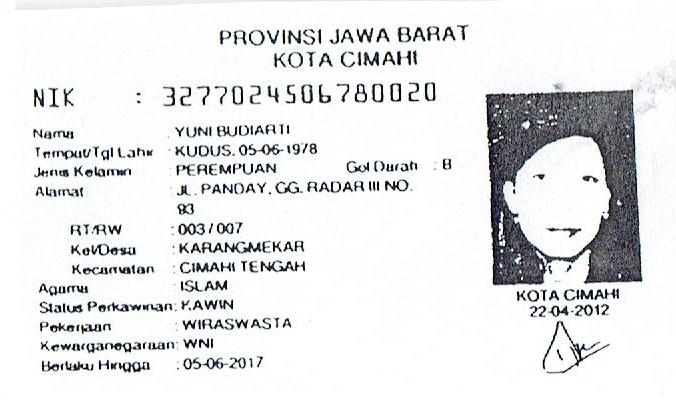 PROVINSI JAWA BARAT
KOTA CIMAHI
NIK : 3277024506780020
Nama : YUNI BUDIARTI
Tempat/Tgl Lahir : KUDUS, 05-06-1978
Jenis Kelamin : PEREMPUAN Gol Darah : B
Alamat : JL. PANDAY, GG. RADAR III NO.
93
RT/RW : 003/007
Kel/Desa : KARANGMEKAR
Kecamatan : CIMAHI TENGAH
Agama : ISLAM
Status Perkawinan: KAWIN
Pekerjaan : WIRASWASTA
Kewarganegaraan: WNI
Berlaku Hingga : 05-06-2017
KOTA CIMAHI
22-04-2012